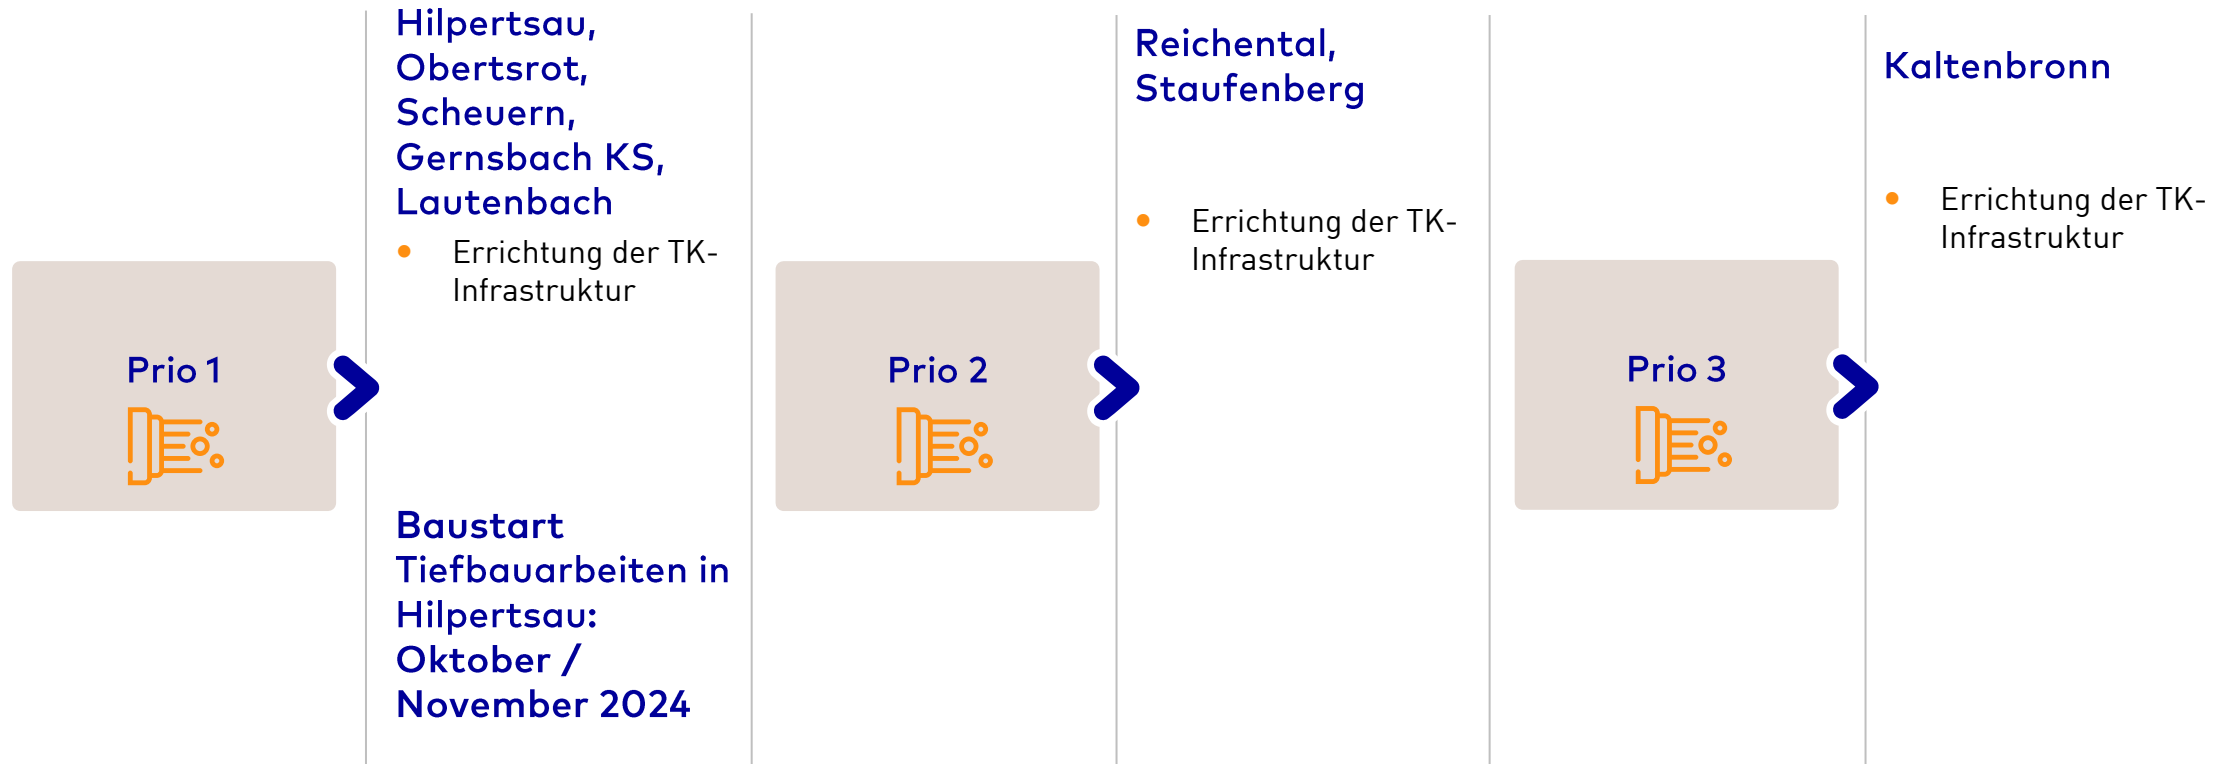 Prio 1
Hilpertsau,
Obertsrot,
Scheuern,
Gernsbach KS,
Lautenbach
• Errichtung der TK-
Infrastruktur
Baustart
Tiefbauarbeiten in
Hilpertsau:
Oktober /
November 2024
Prio 2
Reichental,
Staufenberg
• Errichtung der TK-
Infrastruktur
Prio 3
Kaltenbronn
• Errichtung der TK-
Infrastruktur